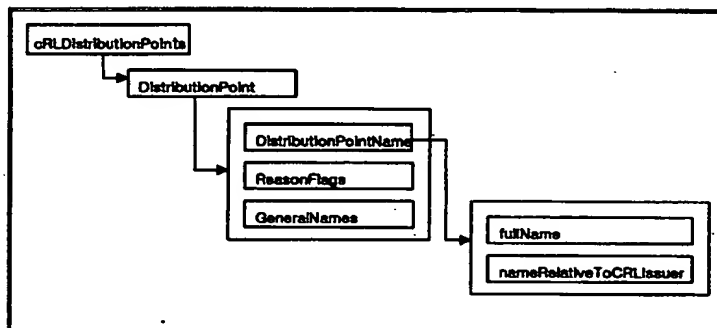 cRLDistributionPoints
DistributionPoint
DistributionPointName
ReasonFlags
GeneralNames
fullName
nameRelativeToCRLIssuer